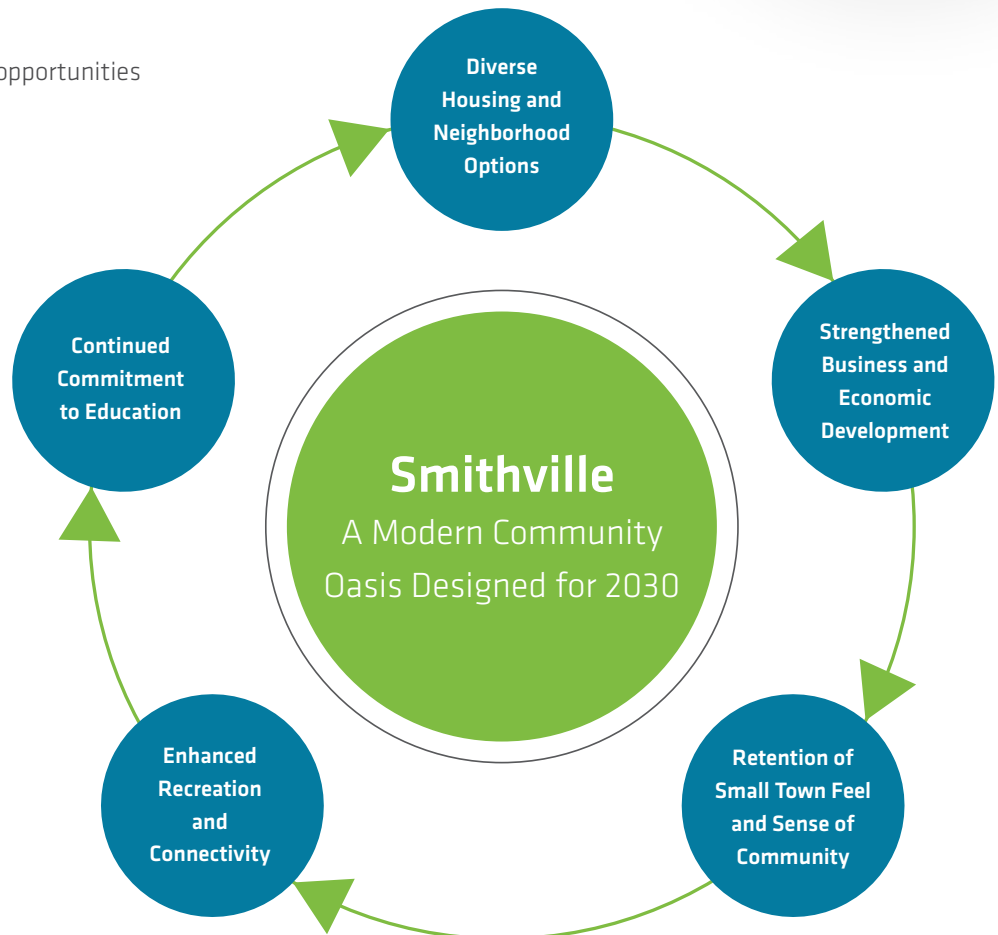 opportunities
Diverse
Housing and
Neighborhood
Options
Strengthened
Business and
Economic
Development
Retention of
Small Town Feel
and Sense of
Community
Enhanced
Recreation
and
Connectivity
Continued
Commitment
to Education
Smithville
A Modern Community
Oasis Designed for 2030